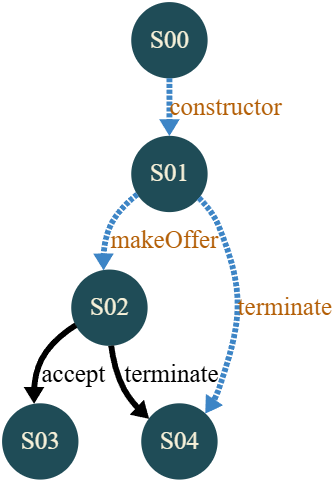 S00
constructor
S01
makeOffer
S02
terminate
accept
terminate
S03
S04